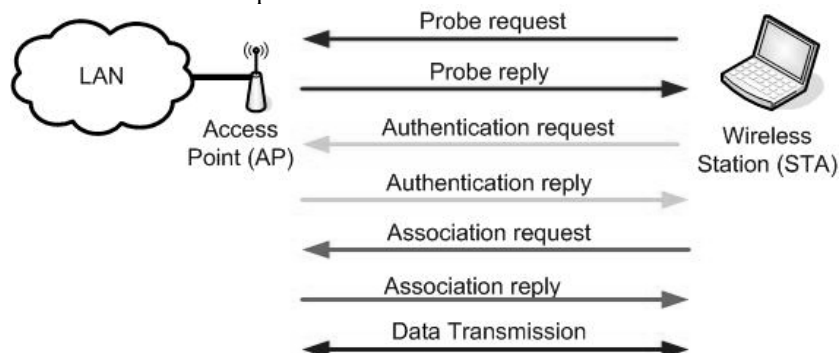 Probe request
LAN
Probe reply
Access
Point (AP)
Authentication request
Wireless
Station (STA)
Authentication reply
Association request
Association reply
Data Transmission